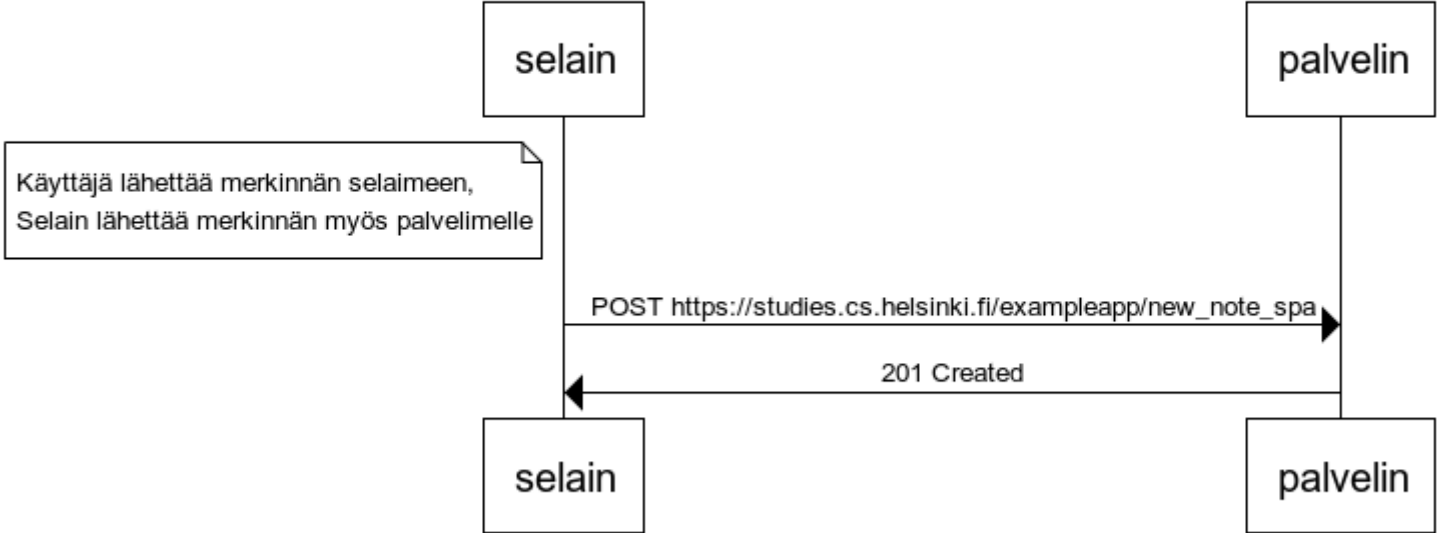 selain
palvelin
Käyttäjä lähettää merkinnän selaimeen,
Selain lähettää merkinnän myös palvelimelle
POST https://studies.cs.helsinki.fi/exampleapp/new_note_spa
201 Created
selain
palvelin